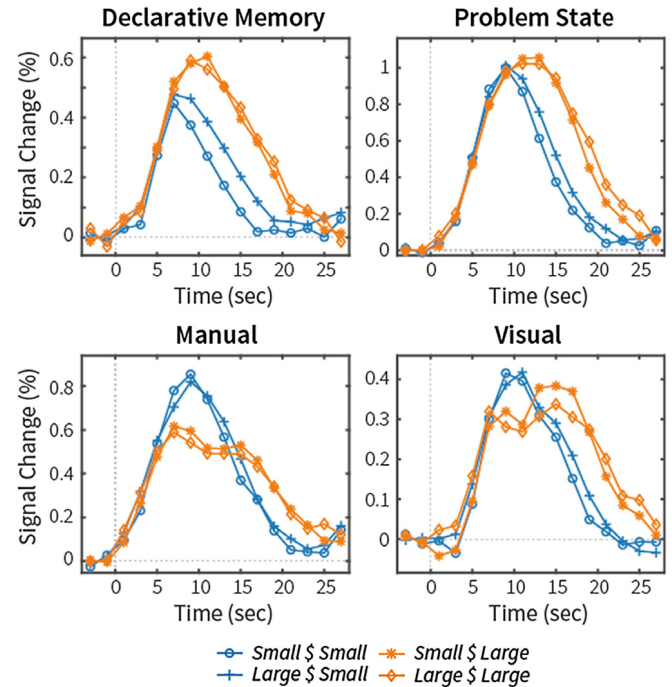 Declarative Memory
Signal Change (%)
0.6
0.4
0.2
0
0 5 10 15 20 25
Time (sec)
Problem State
1
0.8
0.6
0.4
0.2
0
0 5 10 15 20 25
Time (sec)
Manual
Signal Change (%)
0.8
0.6
0.4
0.2
0
0 5 10 15 20 25
Time (sec)
Visual
0.4
0.3
0.2
0.1
0
0 5 10 15 20 25
Time (sec)
Small $ Small
Small $ Large
Large $ Small
Large $ Large